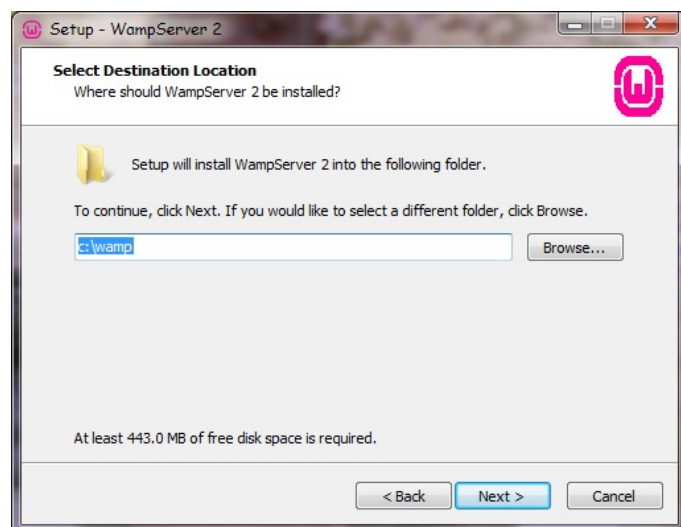 Setup - WampServer 2
Select Destination Location
Where should WampServer 2 be installed?
Setup will install WampServer 2 into the following folder.
To continue, click Next. If you would like to select a different folder, click Browse.
c:\wamp
Browse...
At least 443.0 MB of free disk space is required.
< Back
Next >
Cancel